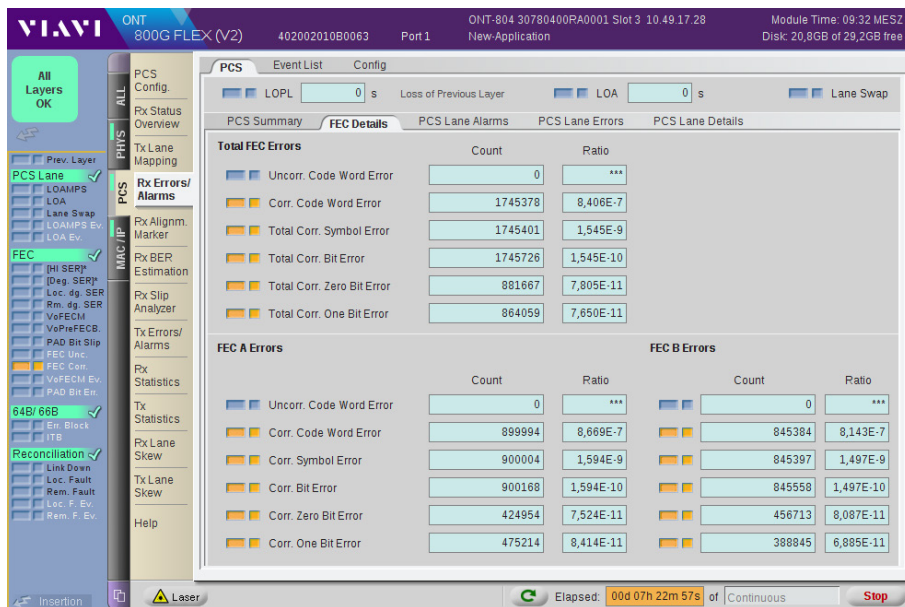 VIAVI
ONT
800G FLEX (V2) 402002010B0063 Port 1
ONT-804 30780400RA0001 Slot 3 10.49.17.28
New-Application
Module Time: 09:32 MESZ
Disk: 20,8GB of 29,2GB free
All
Layers
OK
Prev. Layer
PCS Lane
LOAMPS
LOA
Lane Swap
LOAMPS Ev.
LOA Ev.
FEC
[HI SER]*
[Deg. SER]*
Loc. dg. SER
Rm. dg. SER
VoFECM
VoPreFECB.
PAD Bit Slip
FEC Unc.
FEC Corr.
VoFECM Ev.
PAD Bit Err.
64B/ 66B
En. Block
ITB
Reconciliation
Link Down
Loc. Fault
Rem. Fault
Loc. F. Ev.
Rem. F. Ev.
Insertion
ALL
PHYS
PCS
MAC / IP
PCS
Config.
Rx Status
Overview
Tx Lane
Mapping
Rx Errors/
Alarms
Rx Alignm.
Marker
Rx BER
Estimation
Rx Slip
Analyzer
Tx Errors/
Alarms
Rx
Statistics
Tx
Statistics
Rx Lane
Skew
Tx Lane
Skew
Help
PCS Event List Config
LOPL 0 s Loss of Previous Layer LOA 0 s Lane Swap
PCS Summary FEC Details PCS Lane Alarms PCS Lane Errors PCS Lane Details
Total FEC Errors Count Ratio
Uncorr. Code Word Error 0 ***
Corr. Code Word Error 1745378 8,406E-7
Total Corr. Symbol Error 1745401 1,545E-9
Total Corr. Bit Error 1745726 1,545E-10
Total Corr. Zero Bit Error 881667 7,805E-11
Total Corr. One Bit Error 864059 7,650E-11
FEC A Errors FEC B Errors
Count Ratio Count Ratio
Uncorr. Code Word Error 0 *** 0 ***
Corr. Code Word Error 899994 8,669E-7 845384 8,143E-7
Corr. Symbol Error 900004 1,594E-9 845397 1,497E-9
Corr. Bit Error 900168 1,594E-10 845558 1,497E-10
Corr. Zero Bit Error 424954 7,524E-11 456713 8,087E-11
Corr. One Bit Error 475214 8,414E-11 388845 6,885E-11
Laser Elapsed: 00d 07h 22m 57s of Continuous Stop